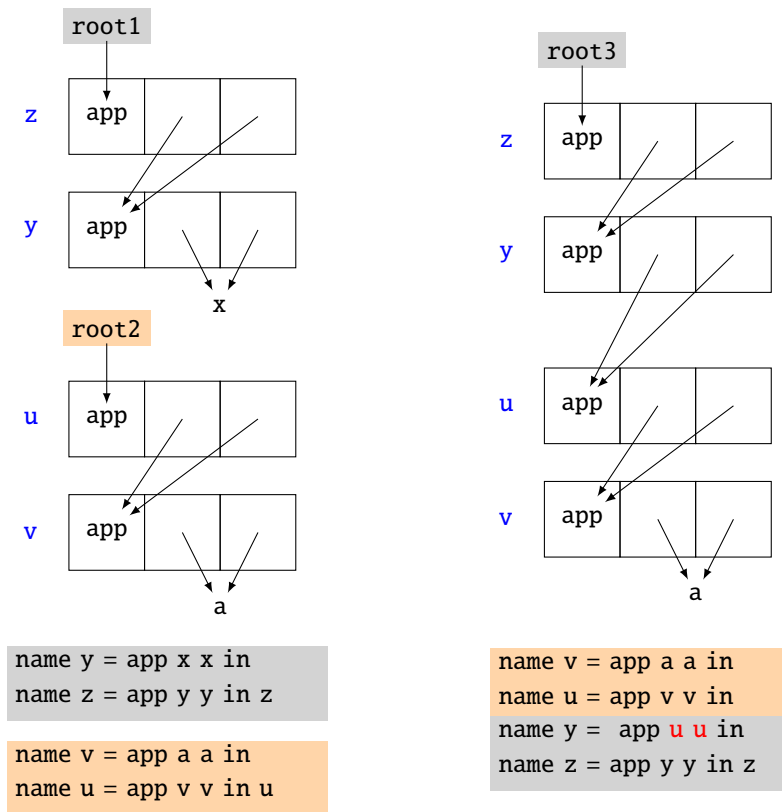 root1
z app
y app
x
root2
u app
v app
a
name y = app x x in
name z = app y y in z
name v = app a a in
name u = app v v in u
root3
z app
y app
u app
v app
a
name v = app a a in
name u = app v v in
name y = app u u in
name z = app y y in z